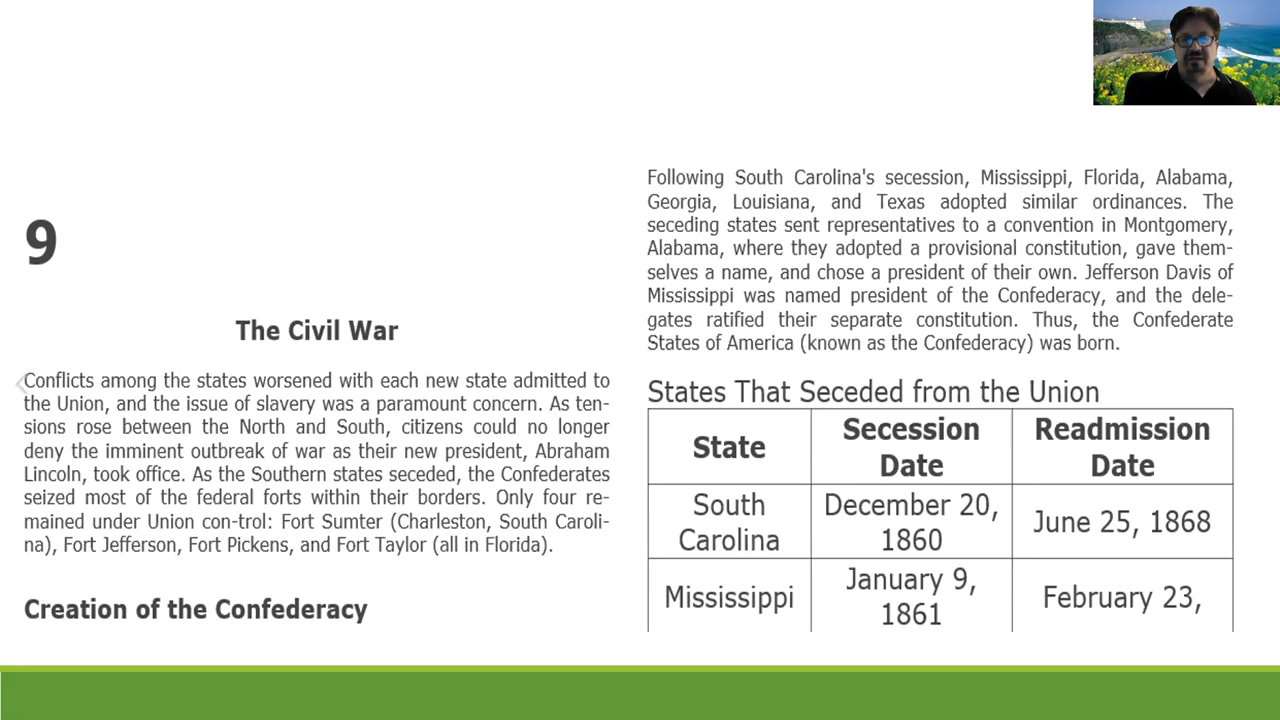 9
The Civil War
Conflicts among the states worsened with each new state admitted to
the Union, and the issue of slavery was a paramount concern. As ten-
sions rose between the North and South, citizens could no longer
deny the imminent outbreak of war as their new president, Abraham
Lincoln, took office. As the Southern states seceded, the Confederates
seized most of the federal forts within their borders. Only four re-
mained under Union con-trol: Fort Sumter (Charleston, South Caroli-
na), Fort Jefferson, Fort Pickens, and Fort Taylor (all in Florida).
Creation of the Confederacy
Following South Carolina's secession, Mississippi, Florida, Alabama,
Georgia, Louisiana, and Texas adopted similar ordinances. The
seceding states sent representatives to a convention in Montgomery,
Alabama, where they adopted a provisional constitution, gave them-
selves a name, and chose a president of their own. Jefferson Davis of
Mississippi was named president of the Confederacy, and the dele-
gates ratified their separate constitution. Thus, the Confederate
States of America (known as the Confederacy) was born.
States That Seceded from the Union
State
Secession
Date
Readmission
Date
South
Carolina
December 20,
1860
June 25, 1868
Mississippi
January 9,
1861
February 23,